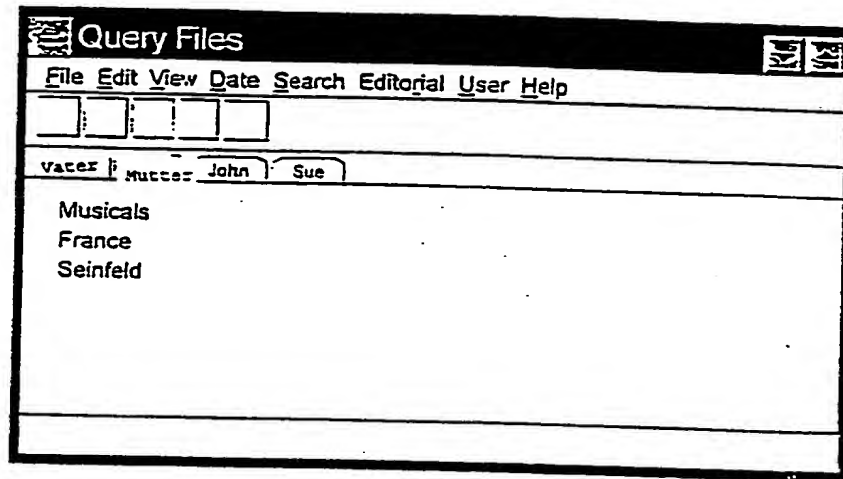 Query Files
File Edit View Date Search Editorial User Help
Vater Mutter John Sue
Musicals
France
Seinfeld